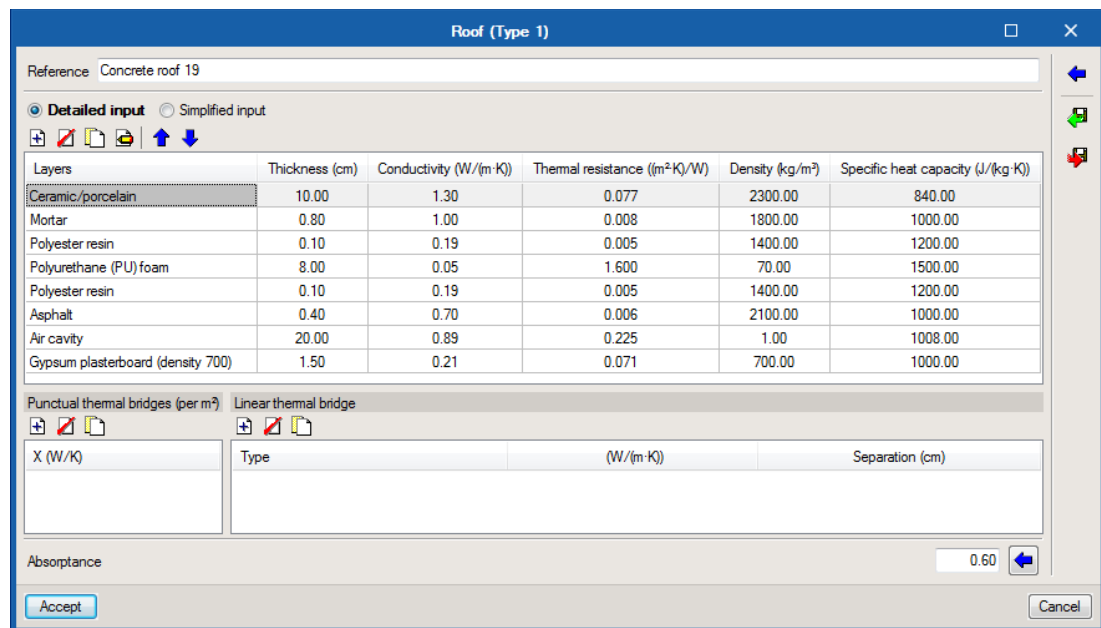 Roof (Type 1)
Reference Concrete roof 19
Detailed input Simplified input
Layers Thickness (cm) Conductivity (W/(m·K)) Thermal resistance ((m²·K)/W) Density (kg/m³) Specific heat capacity (J/(kg·K))
Ceramic/porcelain 10.00 1.30 0.077 2300.00 840.00
Mortar 0.80 1.00 0.008 1800.00 1000.00
Polyester resin 0.10 0.19 0.005 1400.00 1200.00
Polyurethane (PU) foam 8.00 0.05 1.600 70.00 1500.00
Polyester resin 0.10 0.19 0.005 1400.00 1200.00
Asphalt 0.40 0.70 0.006 2100.00 1000.00
Air cavity 20.00 0.89 0.225 1.00 1008.00
Gypsum plasterboard (density 700) 1.50 0.21 0.071 700.00 1000.00
Punctual thermal bridges (per m²) Linear thermal bridge
X (W/K) Type (W/(m·K)) Separation (cm)
Absorptance 0.60
Accept Cancel